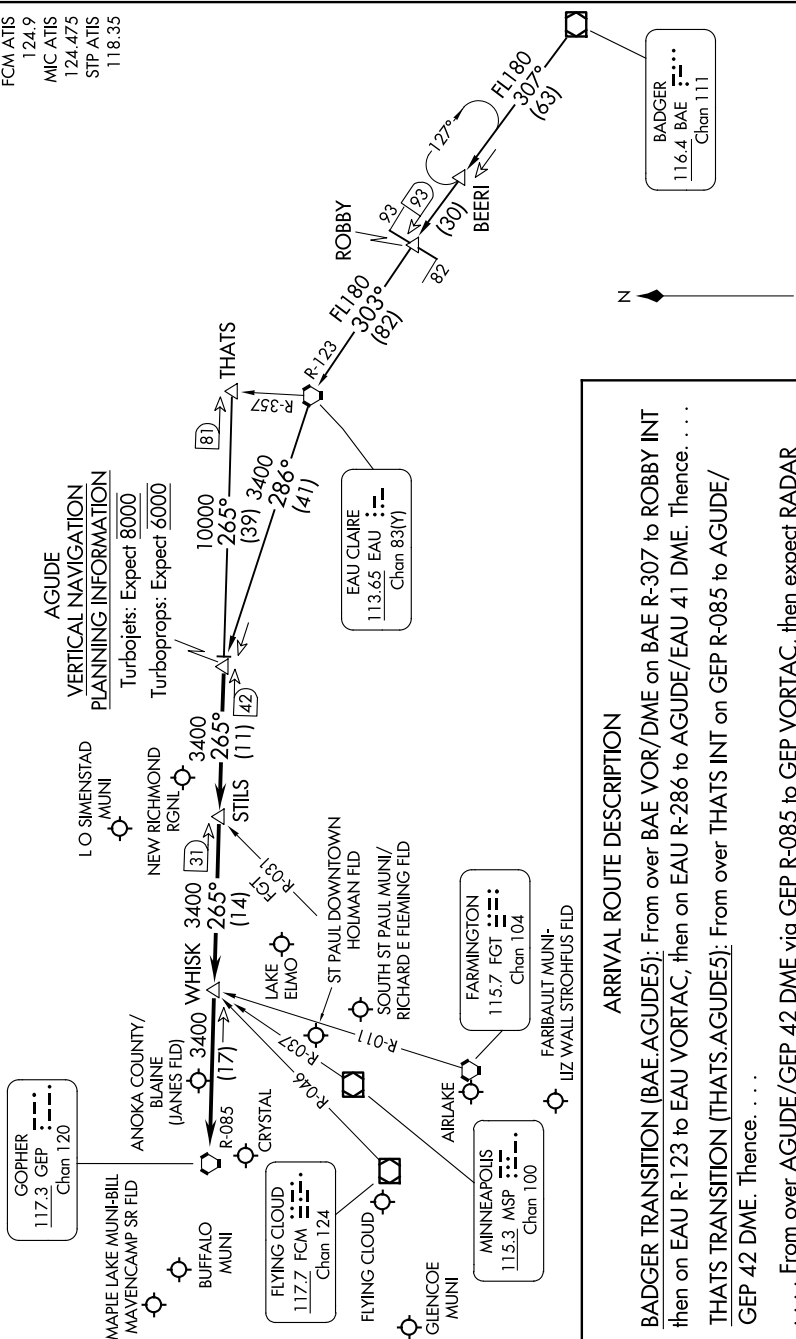 FCM ATIS
124.9
MIC ATIS
124.475
STP ATIS
118.35
BADGER
116.4 BAE
Chan 111
FL180
307°
(63)
127°
BEERI
(30)
93
93
ROBBY
82
FL180
303°
(82)
R-123
N
THATS
R-357
81
10000
265°
(39)
3400
286°
(41)
EAU CLAIRE
113.65 EAU
Chan 83(Y)
AGUDE
VERTICAL NAVIGATION
PLANNING INFORMATION
Turbojets: Expect 8000
Turboprops: Expect 6000
42
3400
265°
(11)
L O SIMENSTAD
MUNI
NEW RICHMOND
RGNL
STILS
31
FGT
R-031
3400
265°
(14)
WHISK
LAKE
ELMO
ST PAUL DOWNTOWN
HOLMAN FLD
SOUTH ST PAUL MUNI/
RICHARD E FLEMING FLD
R-011
R-037
R-046
FARMINGTON
115.7 FGT
Chan 104
AIRLAKE
FARIBAULT MUNI-
LIZ WALL STROHFUS FLD
ANOKA COUNTY/
BLAINE
(JANES FLD)
3400
(17)
R-085
CRYSTAL
GOPHER
117.3 GEP
Chan 120
MAPLE LAKE MUNI-BILL
MAVENCAMP SR FLD
BUFFALO
MUNI
FLYING CLOUD
117.7 FCM
Chan 124
FLYING CLOUD
GLENCOE
MUNI
MINNEAPOLIS
115.3 MSP
Chan 100
ARRIVAL ROUTE DESCRIPTION
BADGER TRANSITION (BAE.AGUDE5): From over BAE VOR/DME on BAE R-307 to ROBBY INT
then on EAU R-123 to EAU VORTAC, then on EAU R-286 to AGUDE/EAU 41 DME. Thence. . . .
THATS TRANSITION (THATS.AGUDE5): From over THATS INT on GEP R-085 to AGUDE/
GEP 42 DME. Thence. . . .
. . . . From over AGUDE/GEP 42 DME via GEP R-085 to GEP VORTAC, then expect RADAR